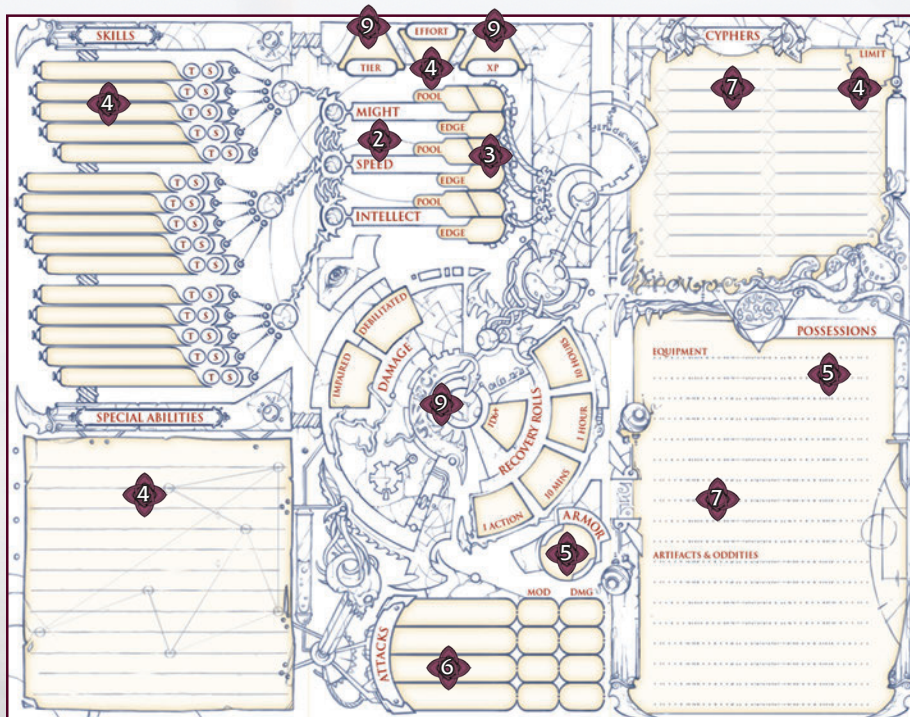 SKILLS
T S
T S
4
T S
T S
T S
T S
T S
T S
T S
T S
T S
T S
T S
T S
T S
SPECIAL ABILITIES
4
9
EFFORT
9
TIER
4
XP
POOL
MIGHT
EDGE
2
POOL
3
SPEED
EDGE
POOL
INTELLECT
EDGE
DEBILITATED
IMPAIRED
DAMAGE
9
1D6+
RECOVERY ROLLS
10 HOURS
1 HOUR
10 MINS
1 ACTION
ARMOR
5
MOD DMG
ATTACKS
6
CYPHERS
LIMIT
7
4
POSSESSIONS
EQUIPMENT
5
7
ARTIFACTS & ODDITIES